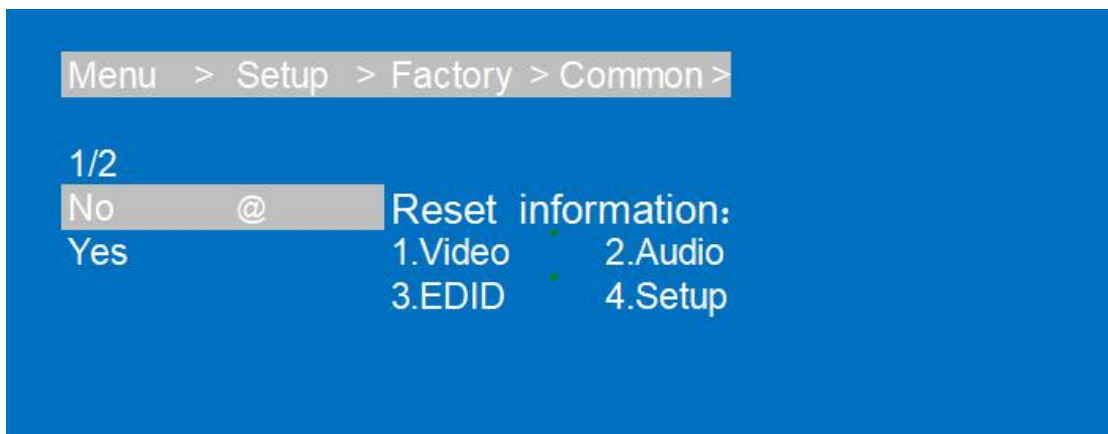 Menu > Setup > Factory > Common >
1/2
No @ Reset information：
Yes 1.Video 2.Audio
3.EDID 4.Setup